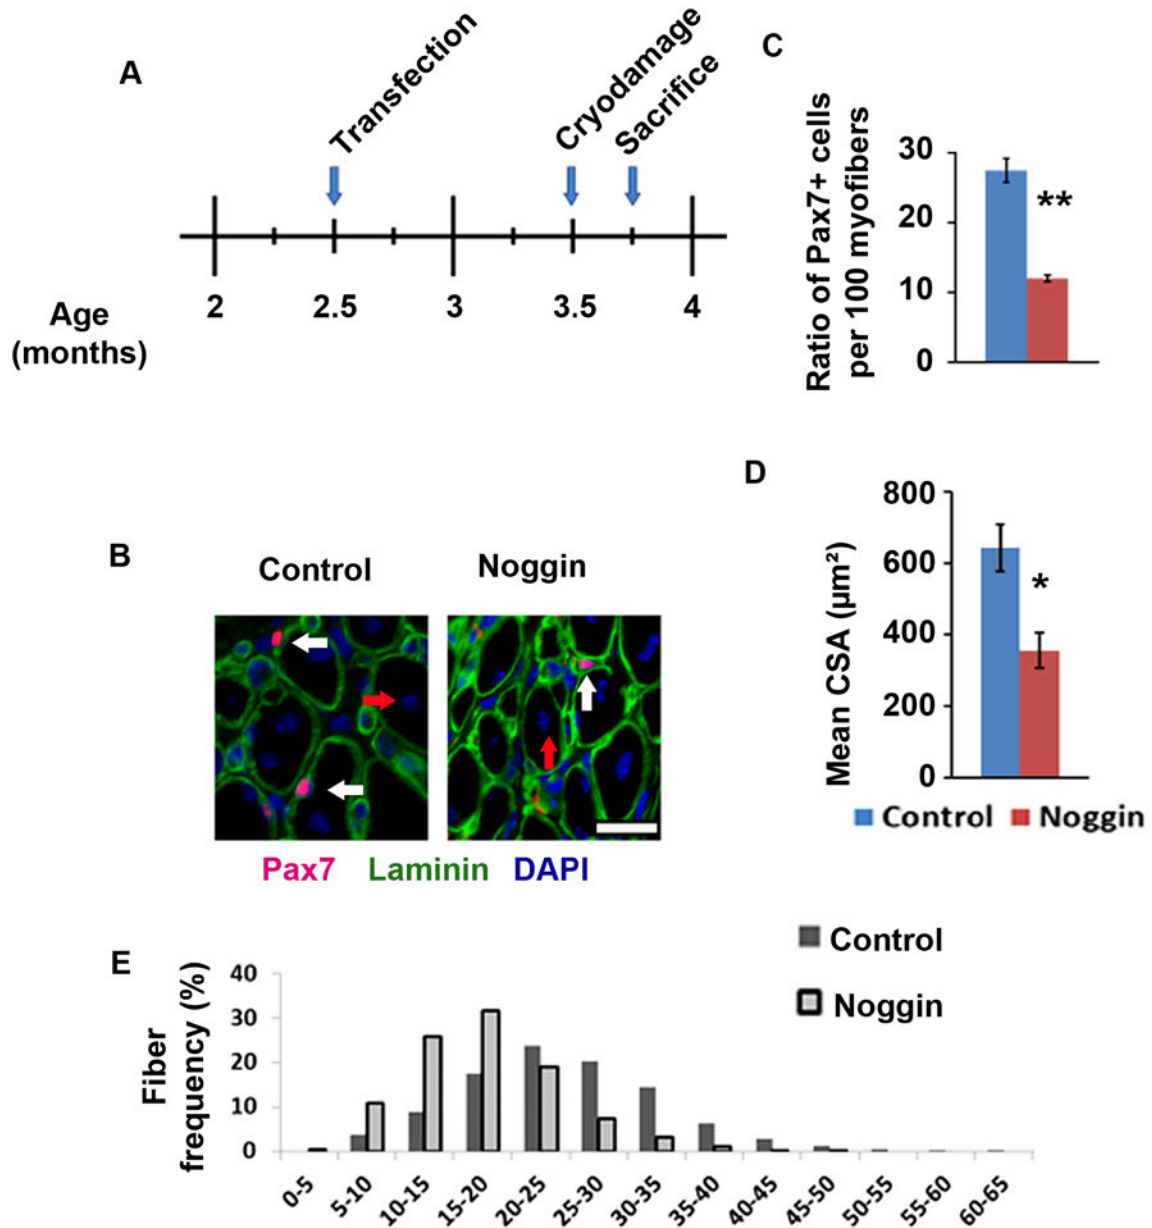 A
Transfection
Cryodamage
Sacrifice
2
2.5
3
3.5
4
Age
(months)
C
Ratio of Pax7+ cells
per 100 myofibers
30
20
10
0
**
B
Control
Noggin
Pax7 Laminin DAPI
D
Mean CSA (µm²)
800
600
400
200
0
*
Control
Noggin
E
Control
Noggin
Fiber
frequency (%)
40
30
20
10
0
0-5
5-10
10-15
15-20
20-25
25-30
30-35
35-40
40-45
45-50
50-55
55-60
60-65